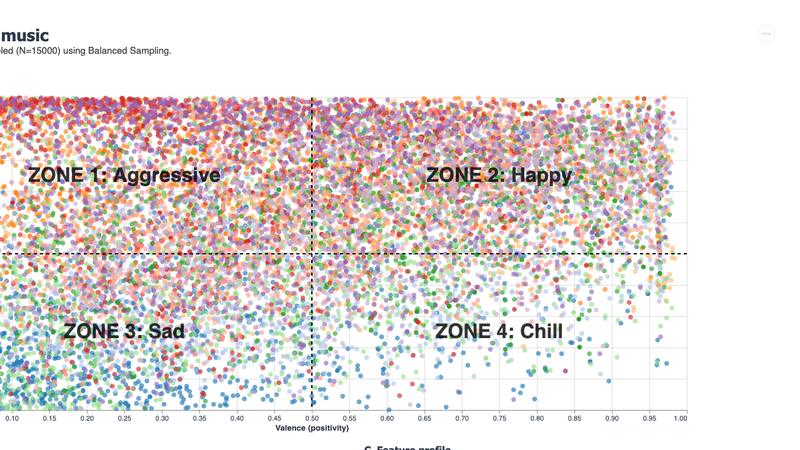 music
led (N=15000) using Balanced Sampling.
ZONE 1: Aggressive
ZONE 2: Happy
ZONE 3: Sad
ZONE 4: Chill
0.10 0.15 0.20 0.25 0.30 0.35 0.40 0.45 0.50 0.55 0.60 0.65 0.70 0.75 0.80 0.85 0.90 0.95 1.00
Valence (positivity)
C. Feature profile